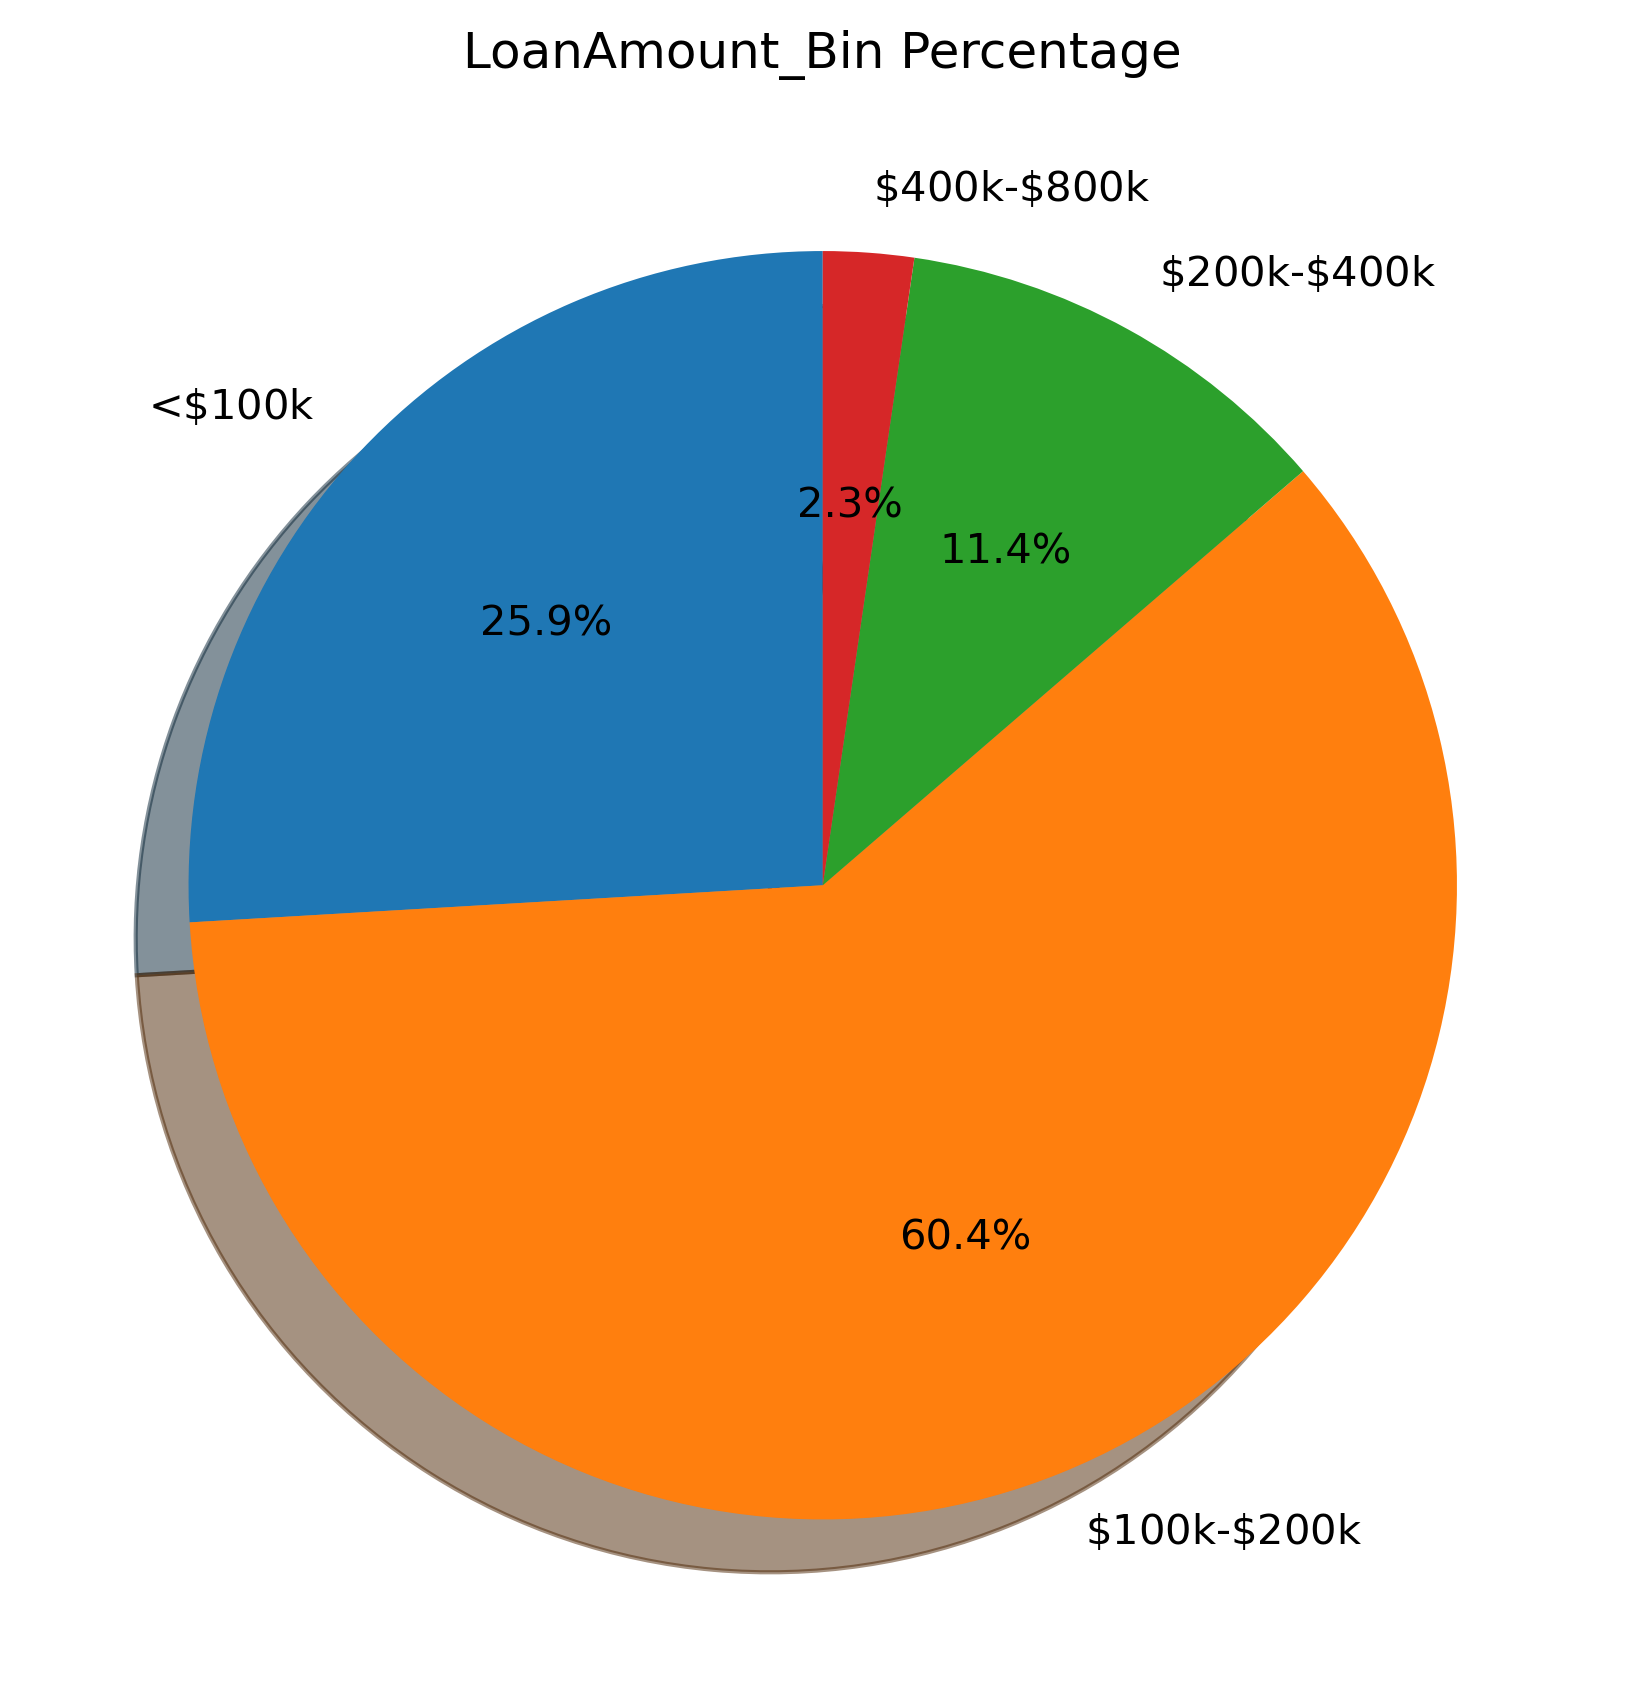 LoanAmount_Bin Percentage
$400k-$800k
$200k-$400k
<$100k
2.3%
11.4%
25.9%
60.4%
$100k-$200k